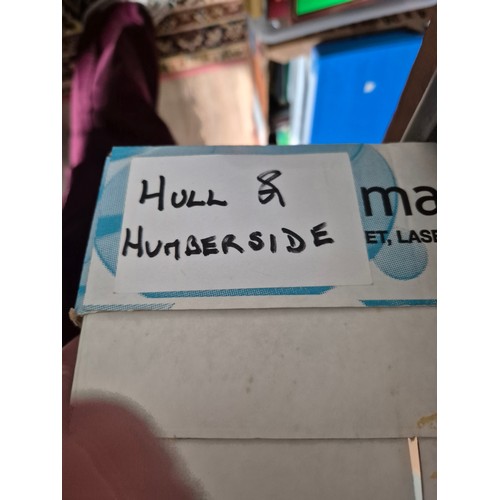 HULL &
HUMBERSIDE
ma
ET, LASE